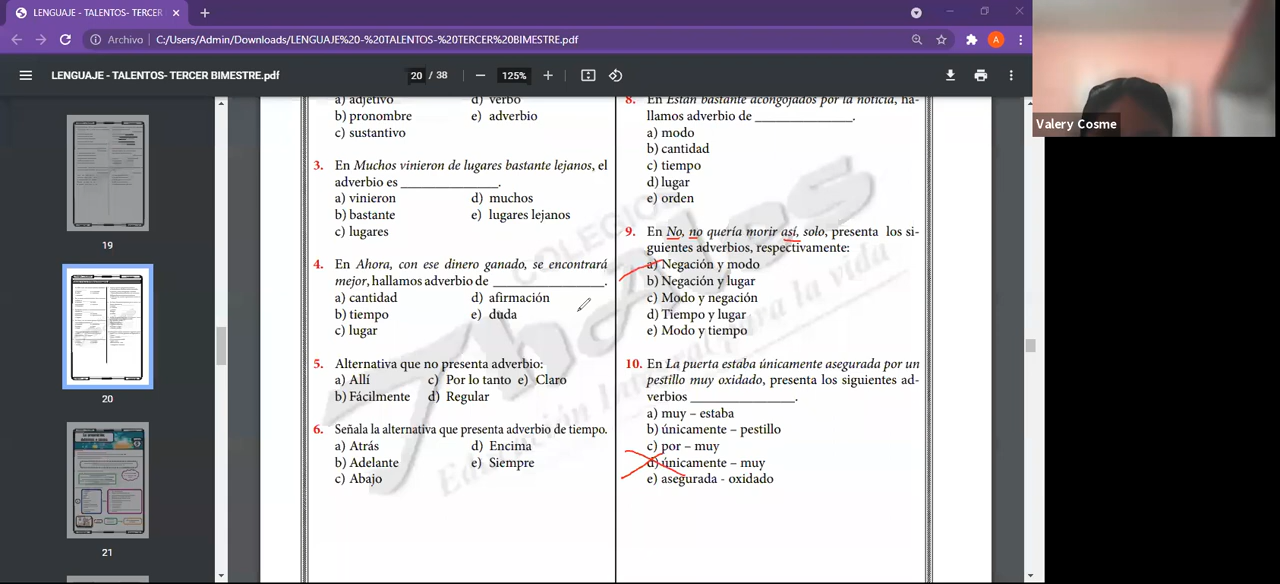 LENGUAJE - TALENTOS- TERCER
Archivo C:/Users/Admin/Downloads/LENGUAJE%20-%20TALENTOS-%20TERCER%20BIMESTRE.pdf
A
LENGUAJE - TALENTOS- TERCER BIMESTRE.pdf
20 / 38
125%
Valery Cosme
19
20
21
a) adjetivo d) verbo
b) pronombre e) adverbio
c) sustantivo
3. En Muchos vinieron de lugares bastante lejanos, el
adverbio es _______________.
a) vinieron d) muchos
b) bastante e) lugares lejanos
c) lugares
4. En Ahora, con ese dinero ganado, se encontrará
mejor, hallamos adverbio de _______________.
a) cantidad d) afirmación
b) tiempo e) duda
c) lugar
5. Alternativa que no presenta adverbio:
a) Allí c) Por lo tanto e) Claro
b) Fácilmente d) Regular
6. Señala la alternativa que presenta adverbio de tiempo.
a) Atrás d) Encima
b) Adelante e) Siempre
c) Abajo
8. En Están bastante acongojados por la noticia, ha-
llamos adverbio de _______________.
a) modo
b) cantidad
c) tiempo
d) lugar
e) orden
9. En No, no quería morir así, solo, presenta los si-
guientes adverbios, respectivamente:
a) Negación y modo
b) Negación y lugar
c) Modo y negación
d) Tiempo y lugar
e) Modo y tiempo
10. En La puerta estaba únicamente asegurada por un
pestillo muy oxidado, presenta los siguientes ad-
verbios _______________.
a) muy – estaba
b) únicamente – pestillo
c) por – muy
d) únicamente – muy
e) asegurada - oxidado